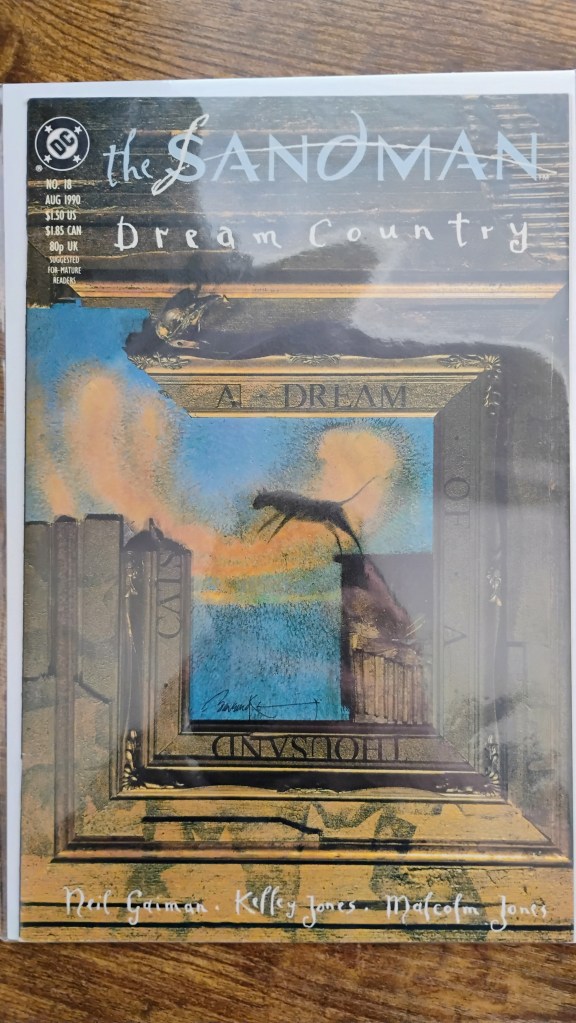 DC
®
the SANDMAN
NO. 18
AUG 1990
$1.50 US
$1.85 CAN
80p UK
SUGGESTED
FOR MATURE
READERS
Dream Country
A · DREAM
OF · A
THOUSAND
CATS
Neil Gaiman · Kelley Jones · Malcolm Jones